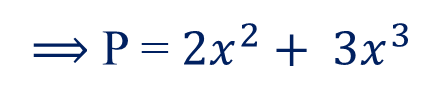 ⟹ P = 2x² + 3x³